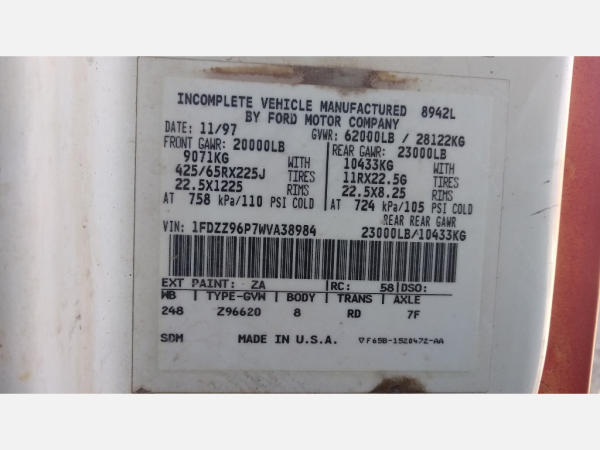 INCOMPLETE VEHICLE MANUFACTURED 8942L
BY FORD MOTOR COMPANY
DATE: 11/97 GVWR: 62000LB / 28122KG
FRONT GAWR: 20000LB REAR GAWR: 23000LB
9071KG WITH 10433KG WITH
425/65RX225J TIRES 11RX22.5G TIRES
22.5X1225 RIMS 22.5X8.25 RIMS
AT 758 kPa/110 PSI COLD AT 724 kPa/105 PSI COLD
REAR REAR GAWR
VIN: 1FDZZ96P7WVA38984 23000LB/10433KG
EXT PAINT: ZA RC: 58 DSO:
WB TYPE-GVW BODY TRANS AXLE
248 Z96620 8 RD 7F
SDM MADE IN U.S.A. ▽F65B-1520472-AA